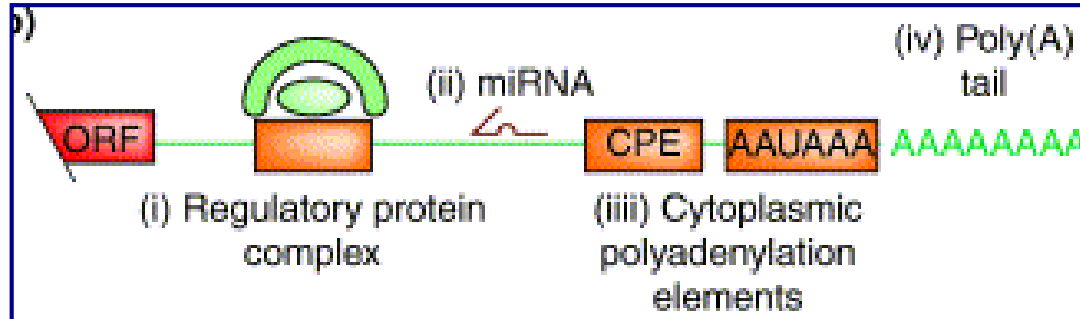 b)
(iv) Poly(A)
tail
(ii) miRNA
ORF
CPE
AAUAAA
AAAAAAAA
(i) Regulatory protein
complex
(iiii) Cytoplasmic
polyadenylation
elements